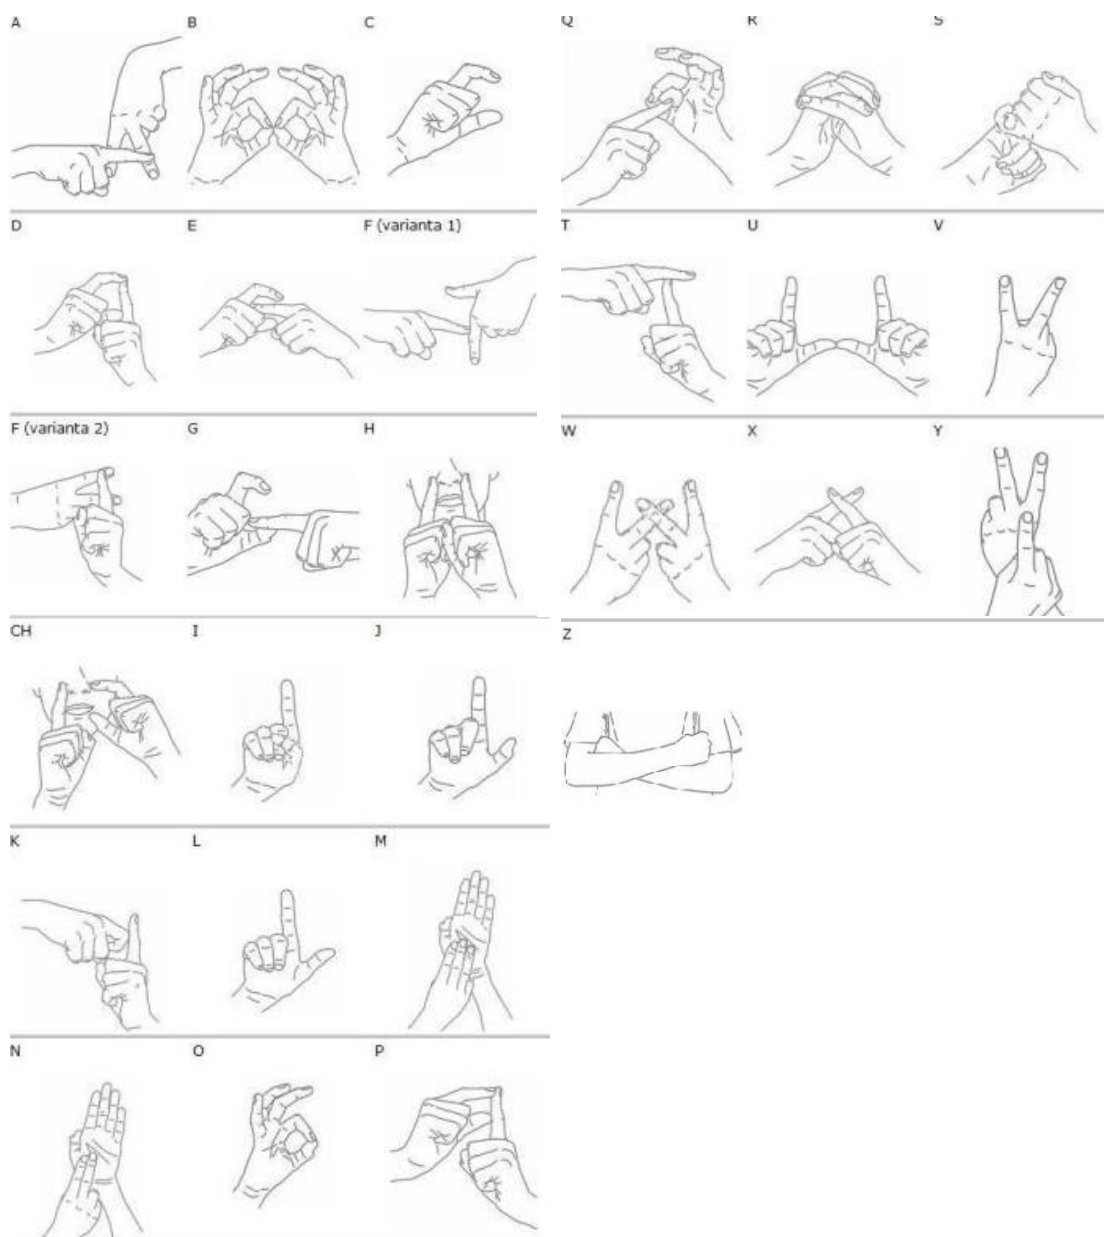 A B C
D E F (varianta 1)
F (varianta 2) G H
CH I J
K L M
N O P
Q R S
T U V
W X Y
Z